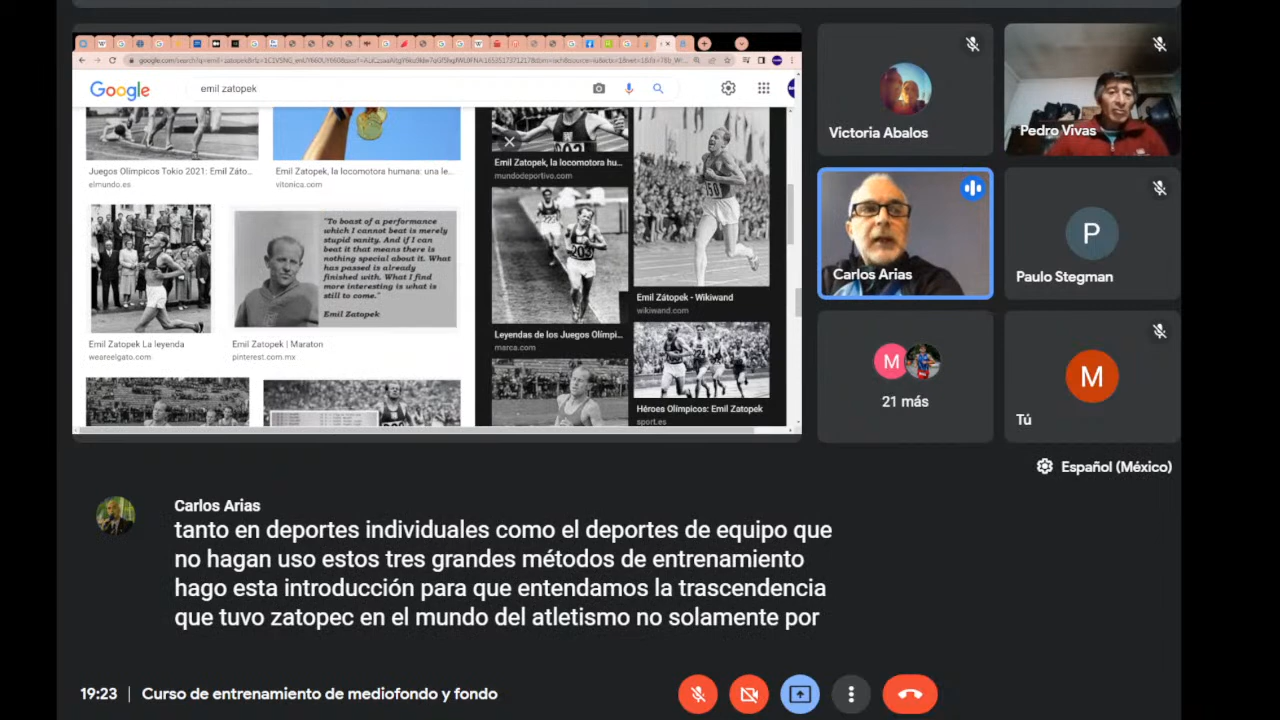 Google
emil zatopek
Juegos Olímpicos Tokio 2021: Emil Záto...
elmundo.es
Emil Zatopek, la locomotora humana: una le...
vitonica.com
Emil Zatopek La leyenda
weareelgato.com
"To boast of a performance
which I cannot beat is merely
stupid vanity. And if I can
beat it that means there is
nothing special about it. What
has passed is already
finished with. What I find
more interesting is what is
still to come."
Emil Zatopek
Emil Zatopek | Maraton
pinterest.com.mx
Emil Zatopek, la locomotora hu...
mundodeportivo.com
Leyendas de los Juegos Olímpi...
marca.com
Emil Zátopek - Wikiwand
wikiwand.com
Héroes Olímpicos: Emil Zatopek
sport.es
Victoria Abalos
Pedro Vivas
Carlos Arias
P
Paulo Stegman
M
21 más
M
Tú
Español (México)
Carlos Arias
tanto en deportes individuales como el deportes de equipo que
no hagan uso estos tres grandes métodos de entrenamiento
hago esta introducción para que entendamos la trascendencia
que tuvo zatopec en el mundo del atletismo no solamente por
19:23 | Curso de entrenamiento de mediofondo y fondo